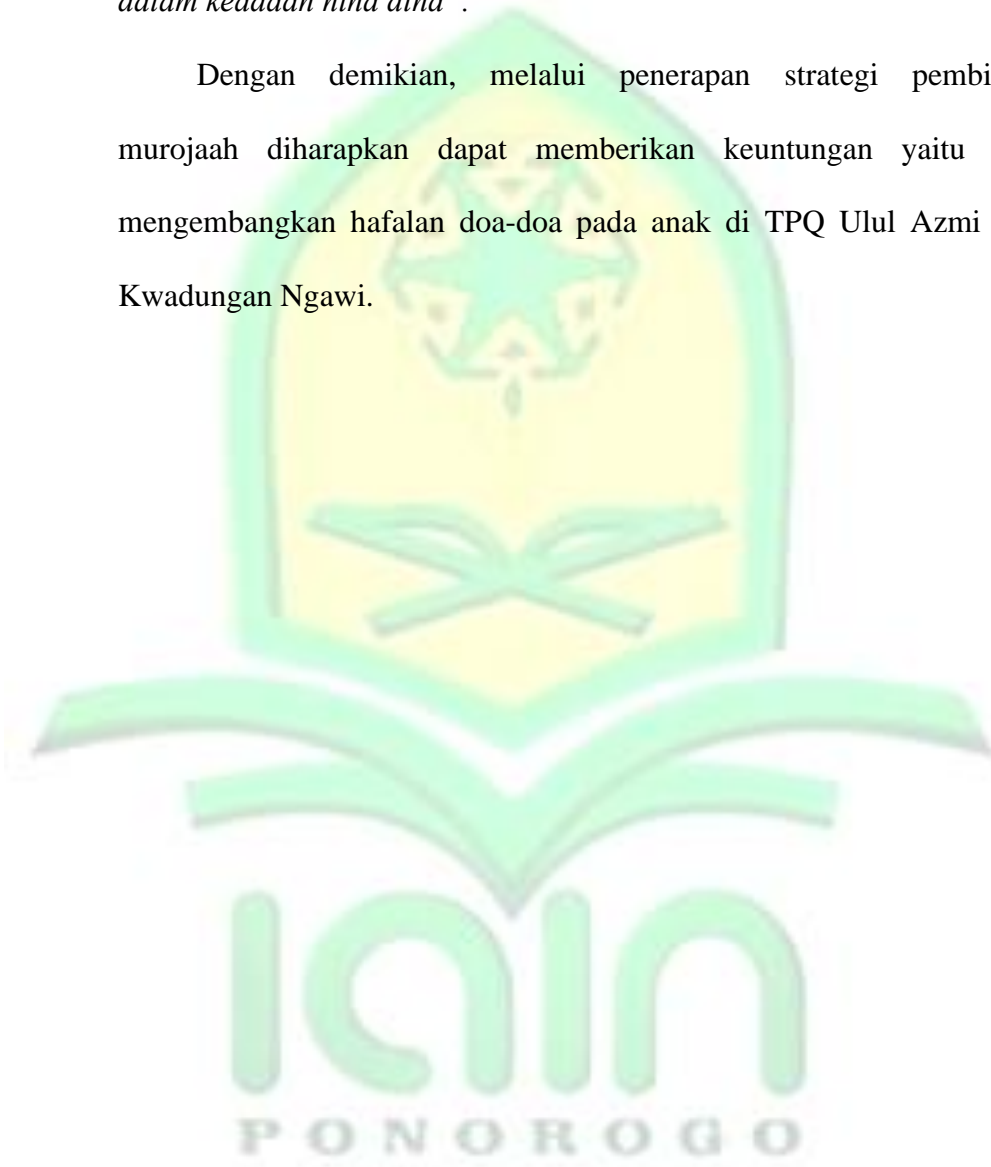 dalam keadaan hina dina".
Dengan demikian, melalui penerapan strategi pembi
murojaah diharapkan dapat memberikan keuntungan yaitu
mengembangkan hafalan doa-doa pada anak di TPQ Ulul Azmi
Kwadungan Ngawi.
iain
PONOROGO